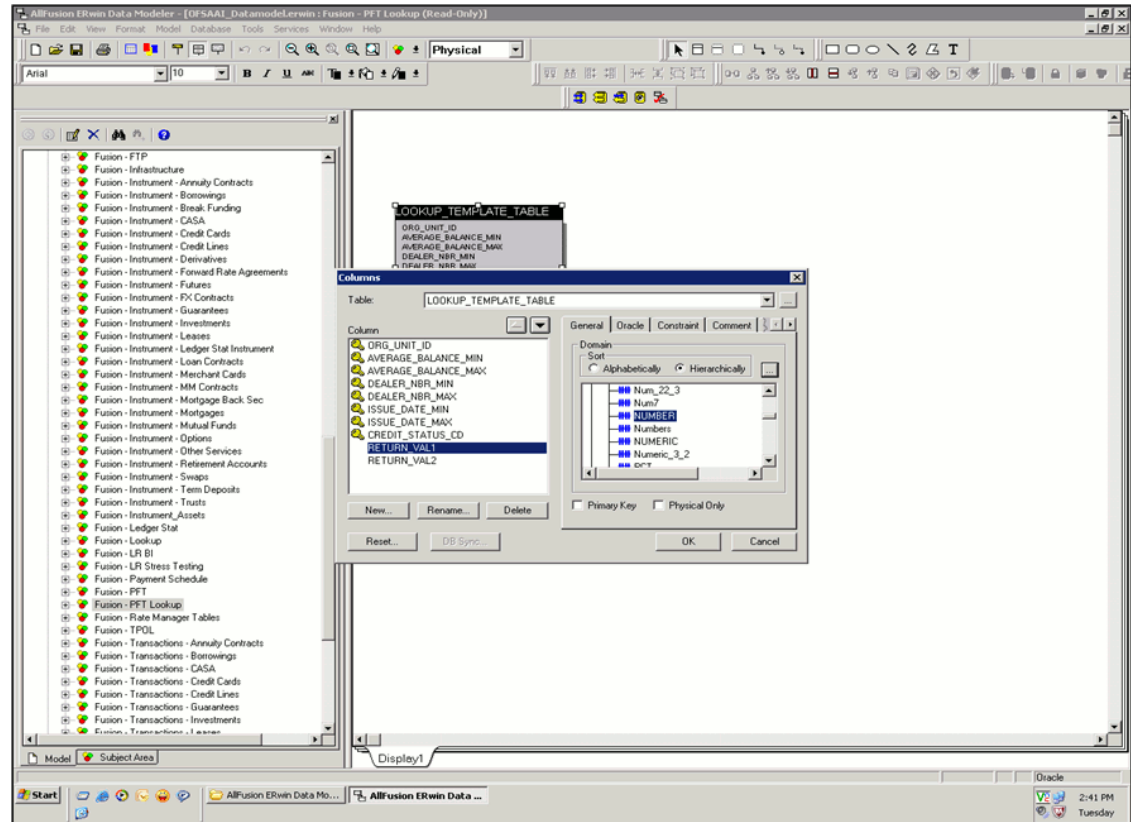 AllFusion ERwin Data Modeler - [OFSAAI_Datamodel.erwin : Fusion - PFT Lookup (Read-Only)]
File Edit View Format Model Database Tools Services Window Help
Physical
Arial
10
B I U
Fusion - FTP
Fusion - Infrastructure
Fusion - Instrument - Annuity Contracts
Fusion - Instrument - Borrowings
Fusion - Instrument - Break Funding
Fusion - Instrument - CASA
Fusion - Instrument - Credit Cards
Fusion - Instrument - Credit Lines
Fusion - Instrument - Derivatives
Fusion - Instrument - Forward Rate Agreements
Fusion - Instrument - Futures
Fusion - Instrument - FX Contracts
Fusion - Instrument - Guarantees
Fusion - Instrument - Investments
Fusion - Instrument - Leases
Fusion - Instrument - Ledger Stat Instrument
Fusion - Instrument - Loan Contracts
Fusion - Instrument - Merchant Cards
Fusion - Instrument - MM Contracts
Fusion - Instrument - Mortgage Back Sec
Fusion - Instrument - Mortgages
Fusion - Instrument - Mutual Funds
Fusion - Instrument - Options
Fusion - Instrument - Other Services
Fusion - Instrument - Retirement Accounts
Fusion - Instrument - Swaps
Fusion - Instrument - Term Deposits
Fusion - Instrument - Trusts
Fusion - Instrument_Assets
Fusion - Ledger Stat
Fusion - Lookup
Fusion - LR BI
Fusion - LR Stress Testing
Fusion - Payment Schedule
Fusion - PFT
Fusion - PFT Lookup
Fusion - Rate Manager Tables
Fusion - TPOL
Fusion - Transactions - Annuity Contracts
Fusion - Transactions - Borrowings
Fusion - Transactions - CASA
Fusion - Transactions - Credit Cards
Fusion - Transactions - Credit Lines
Fusion - Transactions - Guarantees
Fusion - Transactions - Investments
Fusion - Transactions - Leases
Model
Subject Area
LOOKUP_TEMPLATE_TABLE
ORG_UNIT_ID
AVERAGE_BALANCE_MIN
AVERAGE_BALANCE_MAX
DEALER_NBR_MIN
DEALER_NBR_MAX
Columns
Table:
LOOKUP_TEMPLATE_TABLE
...
Column
ORG_UNIT_ID
AVERAGE_BALANCE_MIN
AVERAGE_BALANCE_MAX
DEALER_NBR_MIN
DEALER_NBR_MAX
ISSUE_DATE_MIN
ISSUE_DATE_MAX
CREDIT_STATUS_CD
RETURN_VAL1
RETURN_VAL2
New...
Rename...
Delete
Reset...
DB Sync...
General
Oracle
Constraint
Comment
Domain
Sort
Alphabetically
Hierarchically
...
Num_22_3
Num7
NUMBER
Numbers
NUMERIC
Numeric_3_2
PCT
Primary Key
Physical Only
OK
Cancel
Display1
Oracle
Start
AllFusion ERwin Data Mo...
AllFusion ERwin Data ...
2:41 PM
Tuesday